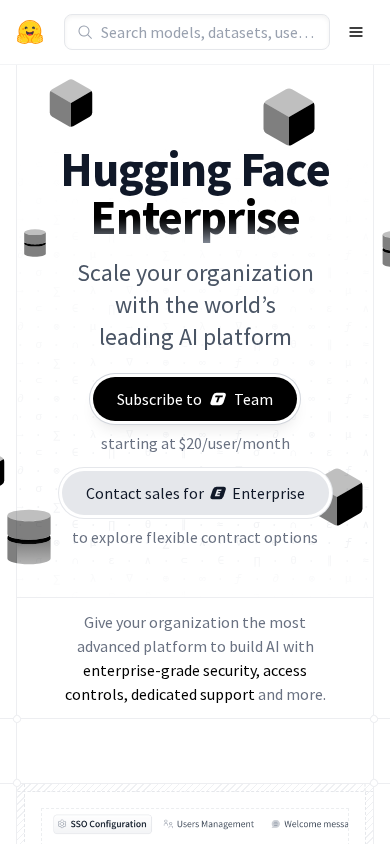 Search models, datasets, use…
Hugging Face
Enterprise
Scale your organization
with the world’s
leading AI platform
Subscribe to T Team
starting at $20/user/month
Contact sales for E Enterprise
to explore flexible contract options
Give your organization the most
advanced platform to build AI with
enterprise-grade security, access
controls, dedicated support and more.
SSO Configuration Users Management Welcome messa